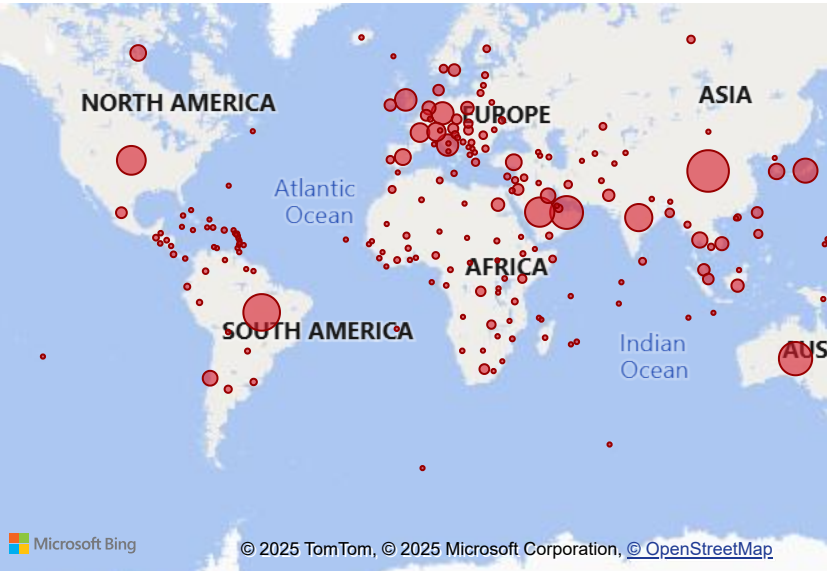 ASIA
NORTH AMERICA
EUROPE
Atlantic
Ocean
AFRICA
SOUTH AMERICA
Indian
Ocean
AUS
Microsoft Bing
© 2025 TomTom, © 2025 Microsoft Corporation, © OpenStreetMap